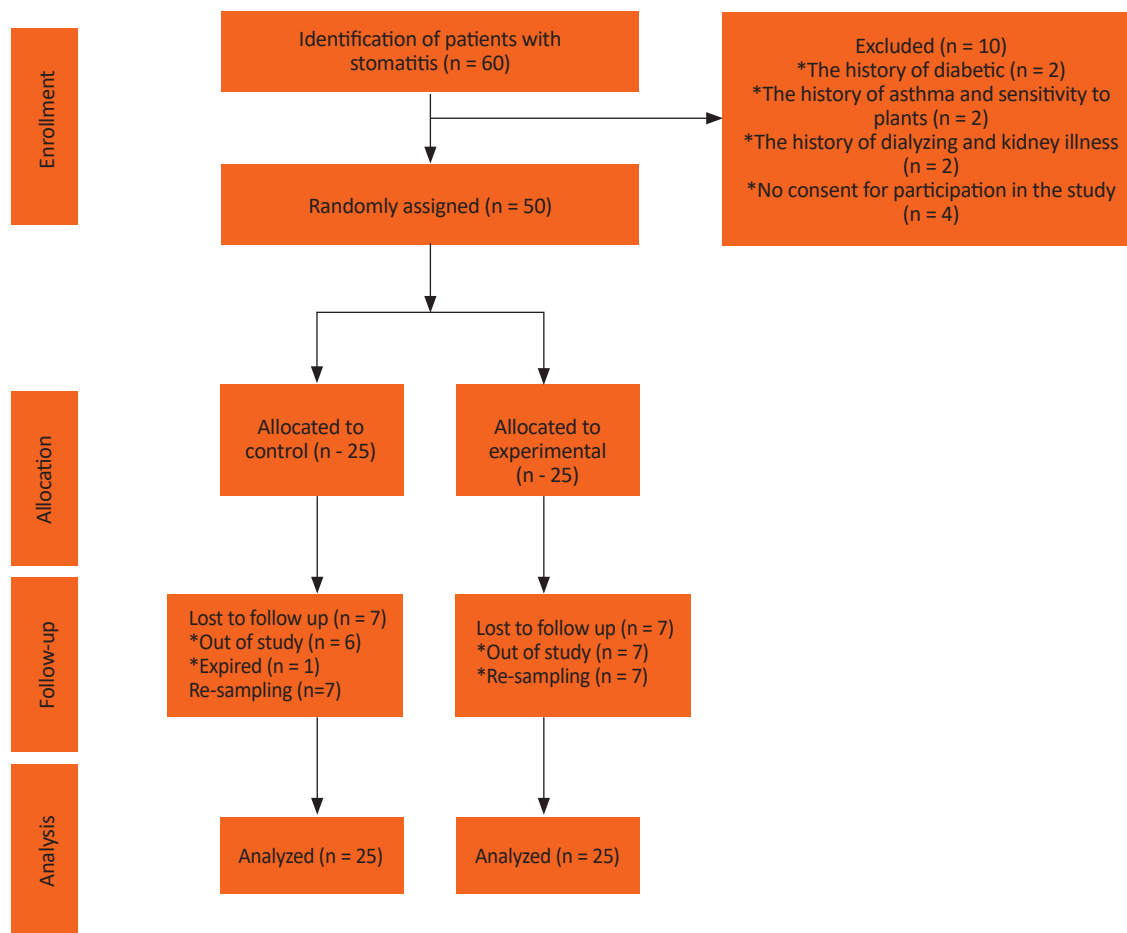 Enrollment
Identification of patients with
stomatitis (n = 60)
Excluded (n = 10)
*The history of diabetic (n = 2)
*The history of asthma and sensitivity to
plants (n = 2)
*The history of dialyzing and kidney illness
(n = 2)
*No consent for participation in the study
(n = 4)
Randomly assigned (n = 50)
Allocation
Allocated to
control (n - 25)
Allocated to
experimental
(n - 25)
Follow-up
Lost to follow up (n = 7)
*Out of study (n = 6)
*Expired (n = 1)
Re-sampling (n=7)
Lost to follow up (n = 7)
*Out of study (n = 7)
*Re-sampling (n = 7)
Analysis
Analyzed (n = 25)
Analyzed (n = 25)